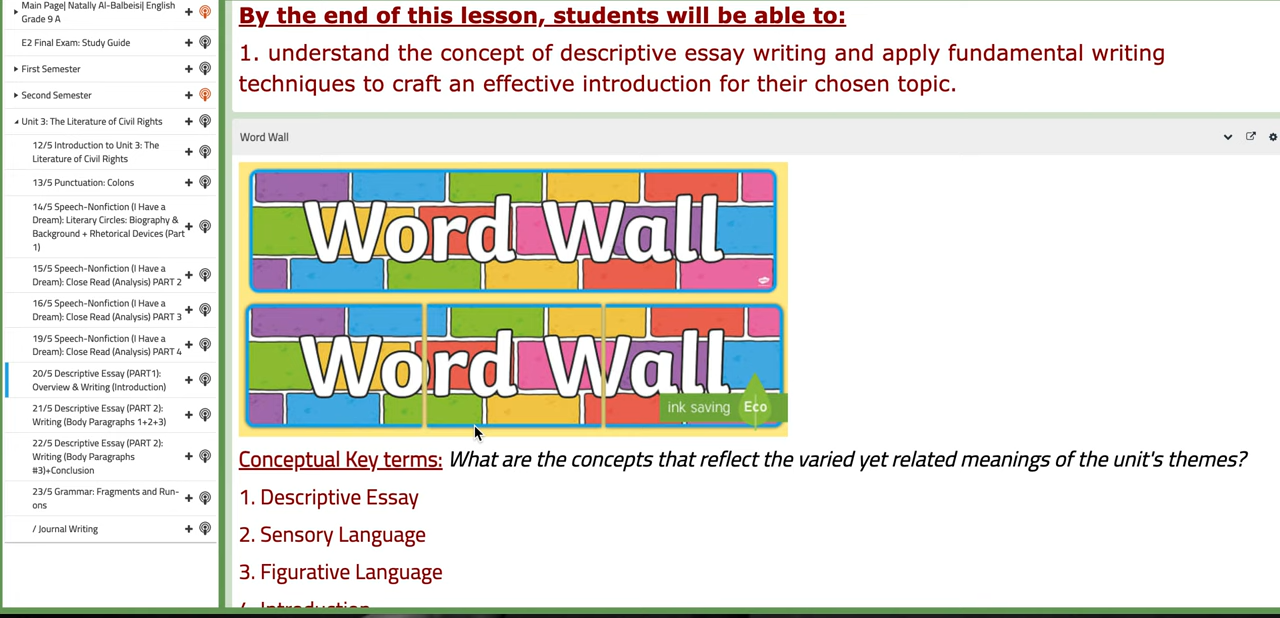 Main Page| Natally Al-Balbeisi| English
Grade 9 A
E2 Final Exam: Study Guide
First Semester
Second Semester
Unit 3: The Literature of Civil Rights
12/5 Introduction to Unit 3: The
Literature of Civil Rights
13/5 Punctuation: Colons
14/5 Speech-Nonfiction (I Have a
Dream): Literary Circles: Biography &
Background + Rhetorical Devices (Part
1)
15/5 Speech-Nonfiction (I Have a
Dream): Close Read (Analysis) PART 2
16/5 Speech-Nonfiction (I Have a
Dream): Close Read (Analysis) PART 3
19/5 Speech-Nonfiction (I Have a
Dream): Close Read (Analysis) PART 4
20/5 Descriptive Essay (PART1):
Overview & Writing (Introduction)
21/5 Descriptive Essay (PART 2):
Writing (Body Paragraphs 1+2+3)
22/5 Descriptive Essay (PART 2):
Writing (Body Paragraphs
#3)+Conclusion
23/5 Grammar: Fragments and Run-
ons
/ Journal Writing
By the end of this lesson, students will be able to:
1. understand the concept of descriptive essay writing and apply fundamental writing
techniques to craft an effective introduction for their chosen topic.
Word Wall
Word Wall
Word Wall
ink saving Eco
Conceptual Key terms: What are the concepts that reflect the varied yet related meanings of the unit's themes?
1. Descriptive Essay
2. Sensory Language
3. Figurative Language
4. Introduction